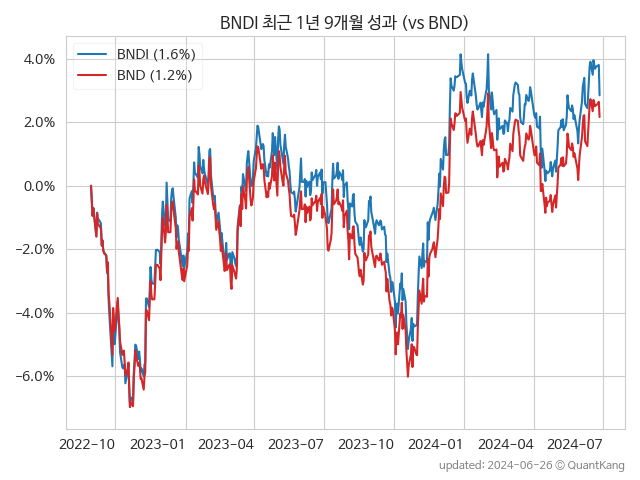 BNDI 최근 1년 9개월 성과 (vs BND)
BNDI (1.6%)
BND (1.2%)
4.0%
2.0%
0.0%
−2.0%
−4.0%
−6.0%
2022-10 2023-01 2023-04 2023-07 2023-10 2024-01 2024-04 2024-07
updated: 2024-06-26 © QuantKang